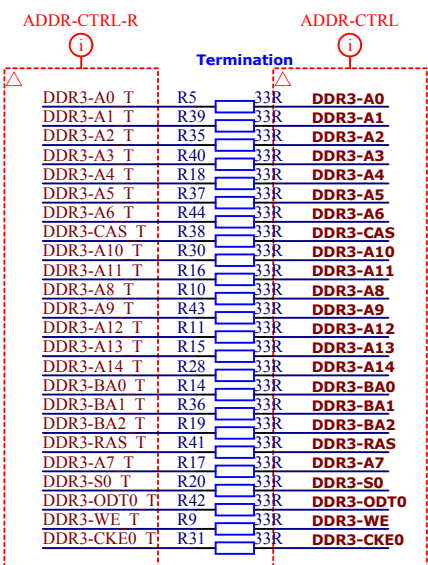 ADDR-CTRL-R ADDR-CTRL
i i
Termination
DDR3-A0_T R5 33R DDR3-A0
DDR3-A1_T R39 33R DDR3-A1
DDR3-A2_T R35 33R DDR3-A2
DDR3-A3_T R40 33R DDR3-A3
DDR3-A4_T R18 33R DDR3-A4
DDR3-A5_T R37 33R DDR3-A5
DDR3-A6_T R44 33R DDR3-A6
DDR3-CAS_T R38 33R DDR3-CAS
DDR3-A10_T R30 33R DDR3-A10
DDR3-A11_T R16 33R DDR3-A11
DDR3-A8_T R10 33R DDR3-A8
DDR3-A9_T R43 33R DDR3-A9
DDR3-A12_T R11 33R DDR3-A12
DDR3-A13_T R15 33R DDR3-A13
DDR3-A14_T R28 33R DDR3-A14
DDR3-BA0_T R14 33R DDR3-BA0
DDR3-BA1_T R36 33R DDR3-BA1
DDR3-BA2_T R19 33R DDR3-BA2
DDR3-RAS_T R41 33R DDR3-RAS
DDR3-A7_T R17 33R DDR3-A7
DDR3-S0_T R20 33R DDR3-S0
DDR3-ODT0_T R42 33R DDR3-ODT0
DDR3-WE_T R9 33R DDR3-WE
DDR3-CKE0_T R31 33R DDR3-CKE0